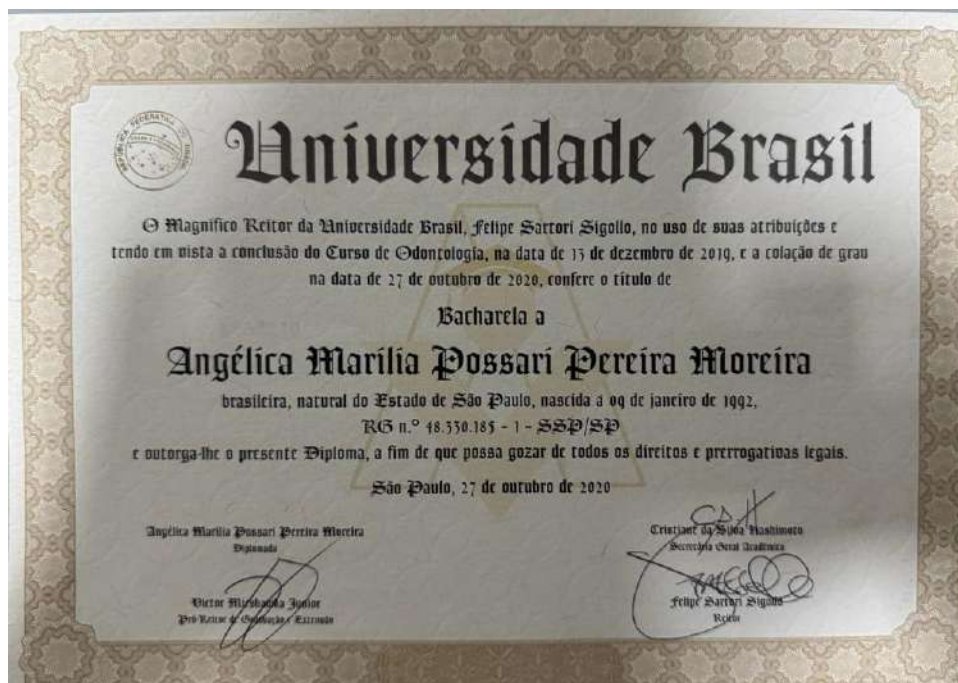 Universidade Brasil
O Magnífico Reitor da Universidade Brasil, Felipe Sartori Sigollo, no uso de suas atribuições e
tendo em vista a conclusão do Curso de Odontologia, na data de 13 de dezembro de 2019, e a colação de grau
na data de 27 de outubro de 2020, confere o título de
Bacharela a
Angélica Marília Possari Pereira Moreira
brasileira, natural do Estado de São Paulo, nascida a 09 de janeiro de 1992,
RG n.º 48.330.185 - 1 - SSP/SP
e outorga-lhe o presente Diploma, a fim de que possa gozar de todos os direitos e prerrogativas legais.
São Paulo, 27 de outubro de 2020
Angélica Marília Possari Pereira Moreira
Diplomada
Cristiane da Silva Hashimoto
Secretária Geral Acadêmica
Victor Junior
Pró Reitor de Graduação e Extensão
Felipe Sartori Sigollo
Reitor